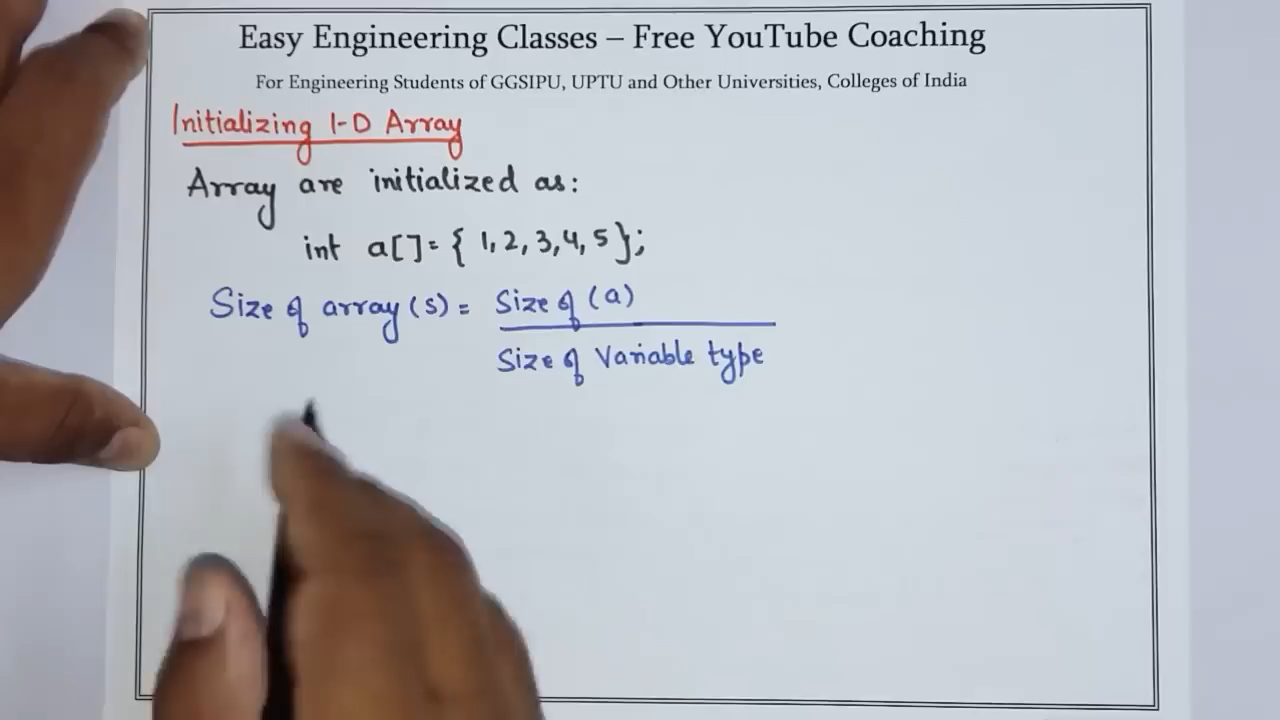 Easy Engineering Classes – Free YouTube Coaching
For Engineering Students of GGSIPU, UPTU and Other Universities, Colleges of India
Initializing 1-D Array
Array are initialized as:
int a[]= { 1, 2, 3, 4, 5 };
Size of array (s) = Size of (a)
Size of Variable type